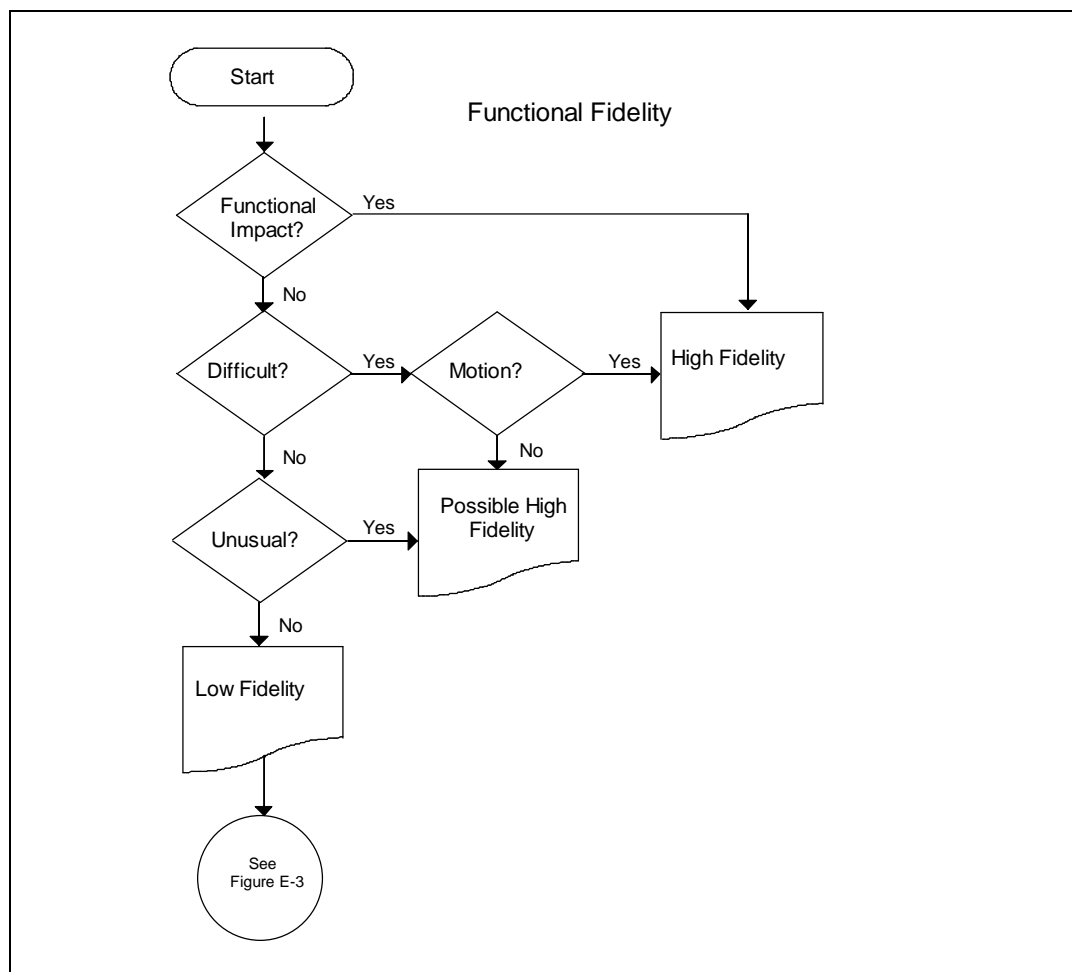 Start
Functional Fidelity
Functional
Impact?
Yes
No
Difficult?
Yes
Motion?
Yes
High Fidelity
No
No
Unusual?
Yes
Possible High
Fidelity
No
Low Fidelity
See
Figure E-3